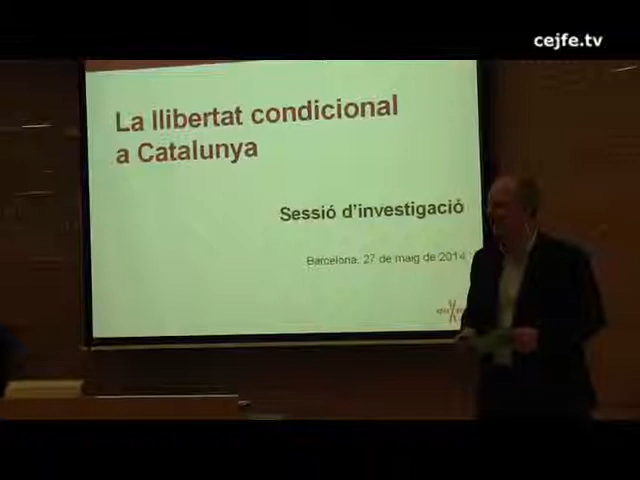 cejfe.tv
La llibertat condicional
a Catalunya
Sessió d'investigació
Barcelona, 27 de maig de 2014